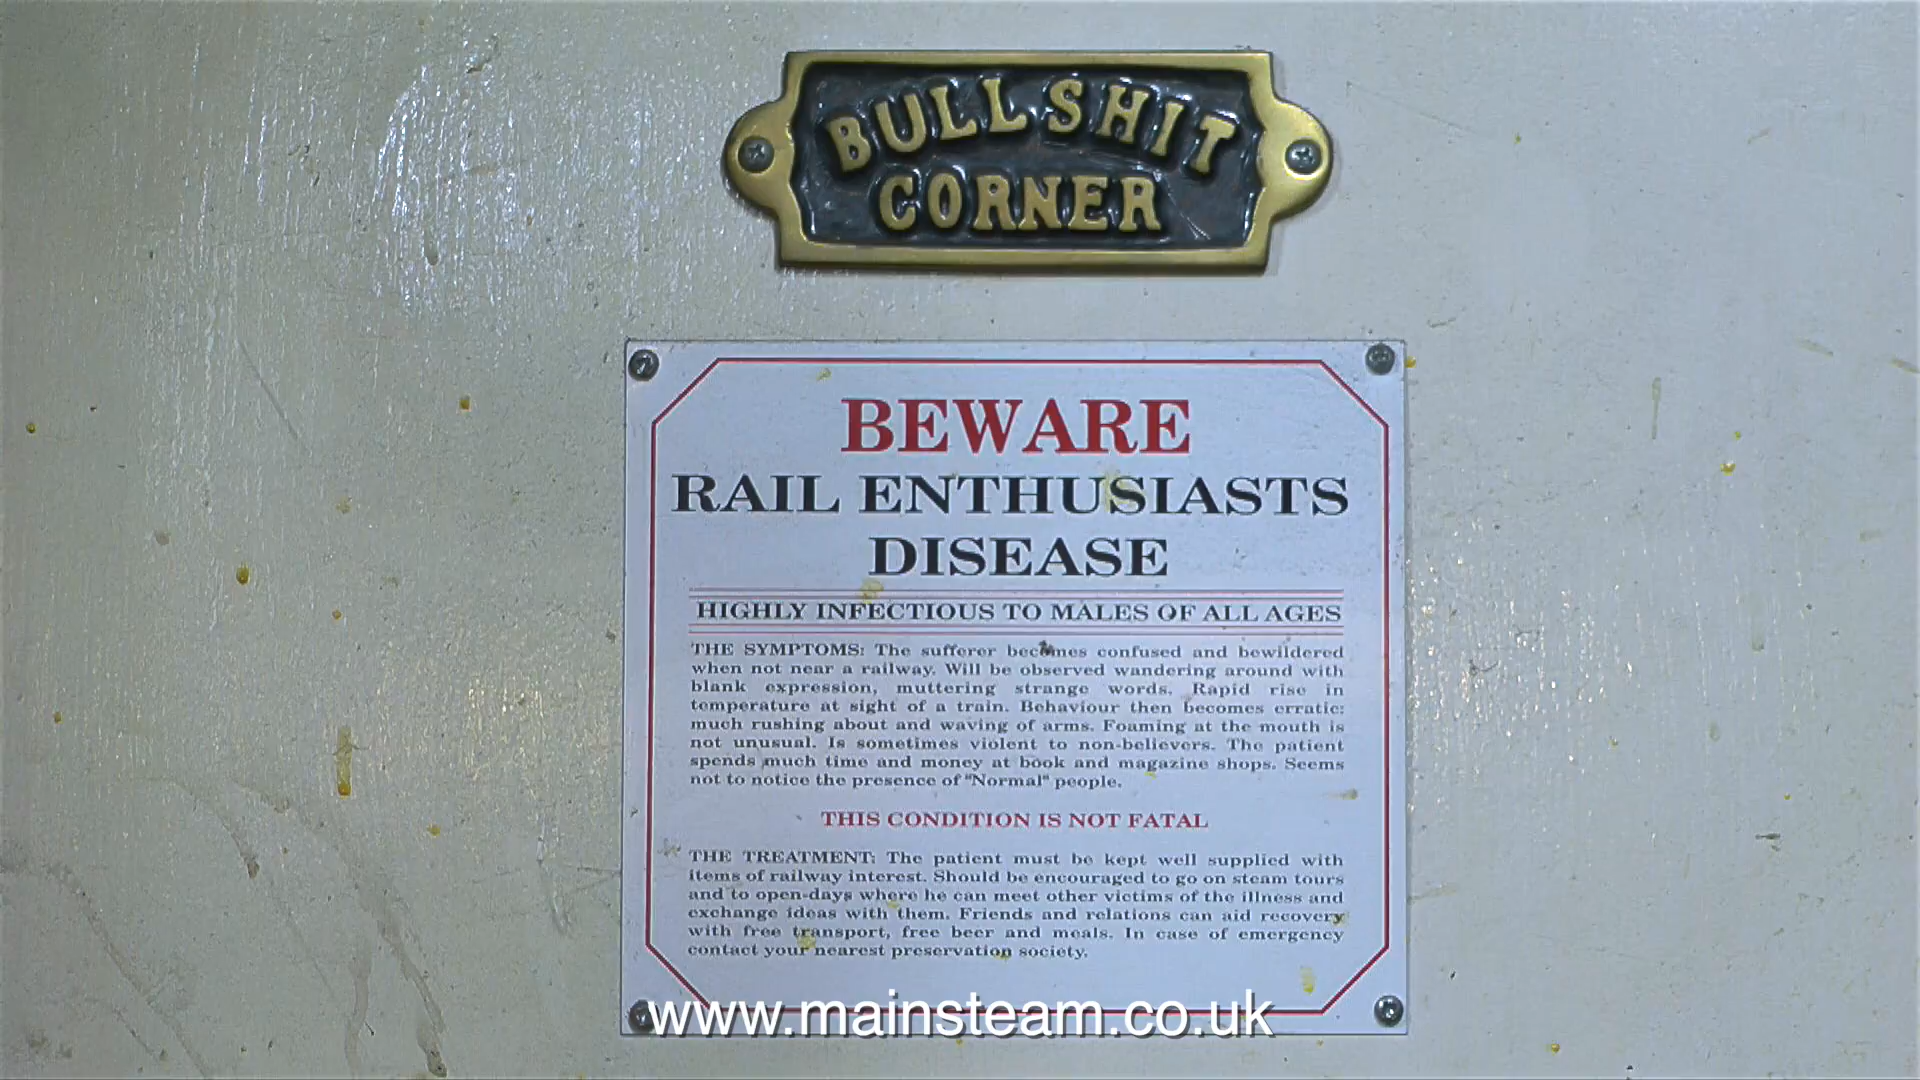 BULLSHIT
CORNER
BEWARE
RAIL ENTHUSIASTS
DISEASE
HIGHLY INFECTIOUS TO MALES OF ALL AGES
THE SYMPTOMS: The sufferer becomes confused and bewildered
when not near a railway. Will be observed wandering around with
blank expression, muttering strange words. Rapid rise in
temperature at sight of a train. Behaviour then becomes erratic:
much rushing about and waving of arms. Foaming at the mouth is
not unusual. Is sometimes violent to non-believers. The patient
spends much time and money at book and magazine shops. Seems
not to notice the presence of "Normal" people.
THIS CONDITION IS NOT FATAL
THE TREATMENT: The patient must be kept well supplied with
items of railway interest. Should be encouraged to go on steam tours
and to open-days where he can meet other victims of the illness and
exchange ideas with them. Friends and relations can aid recovery
with free transport, free beer and meals. In case of emergency
contact your nearest preservation society.
www.mainsteam.co.uk